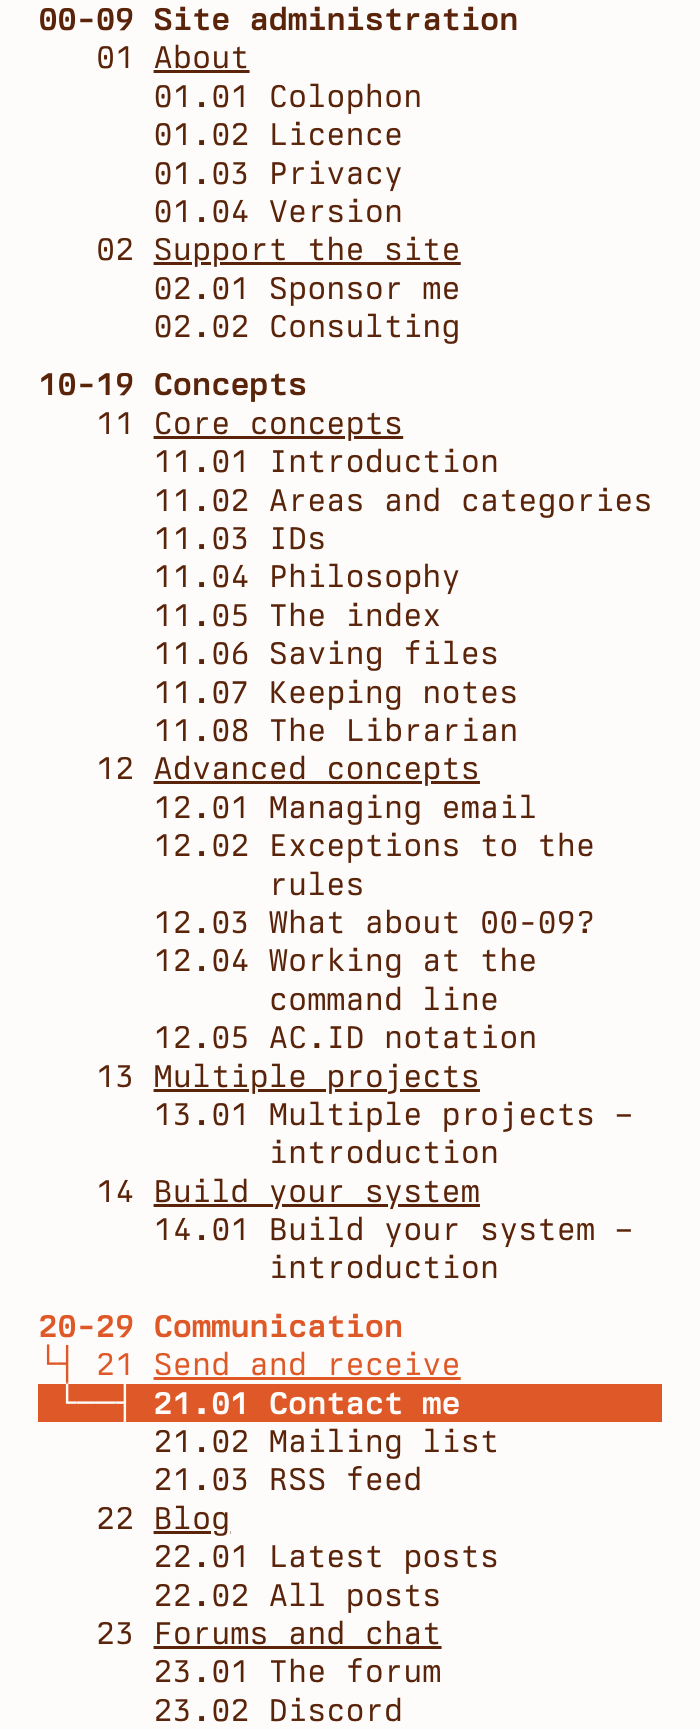 00-09 Site administration
01 About
01.01 Colophon
01.02 Licence
01.03 Privacy
01.04 Version
02 Support the site
02.01 Sponsor me
02.02 Consulting
10-19 Concepts
11 Core concepts
11.01 Introduction
11.02 Areas and categories
11.03 IDs
11.04 Philosophy
11.05 The index
11.06 Saving files
11.07 Keeping notes
11.08 The Librarian
12 Advanced concepts
12.01 Managing email
12.02 Exceptions to the
rules
12.03 What about 00-09?
12.04 Working at the
command line
12.05 AC.ID notation
13 Multiple projects
13.01 Multiple projects –
introduction
14 Build your system
14.01 Build your system –
introduction
20-29 Communication
21 Send and receive
21.01 Contact me
21.02 Mailing list
21.03 RSS feed
22 Blog
22.01 Latest posts
22.02 All posts
23 Forums and chat
23.01 The forum
23.02 Discord